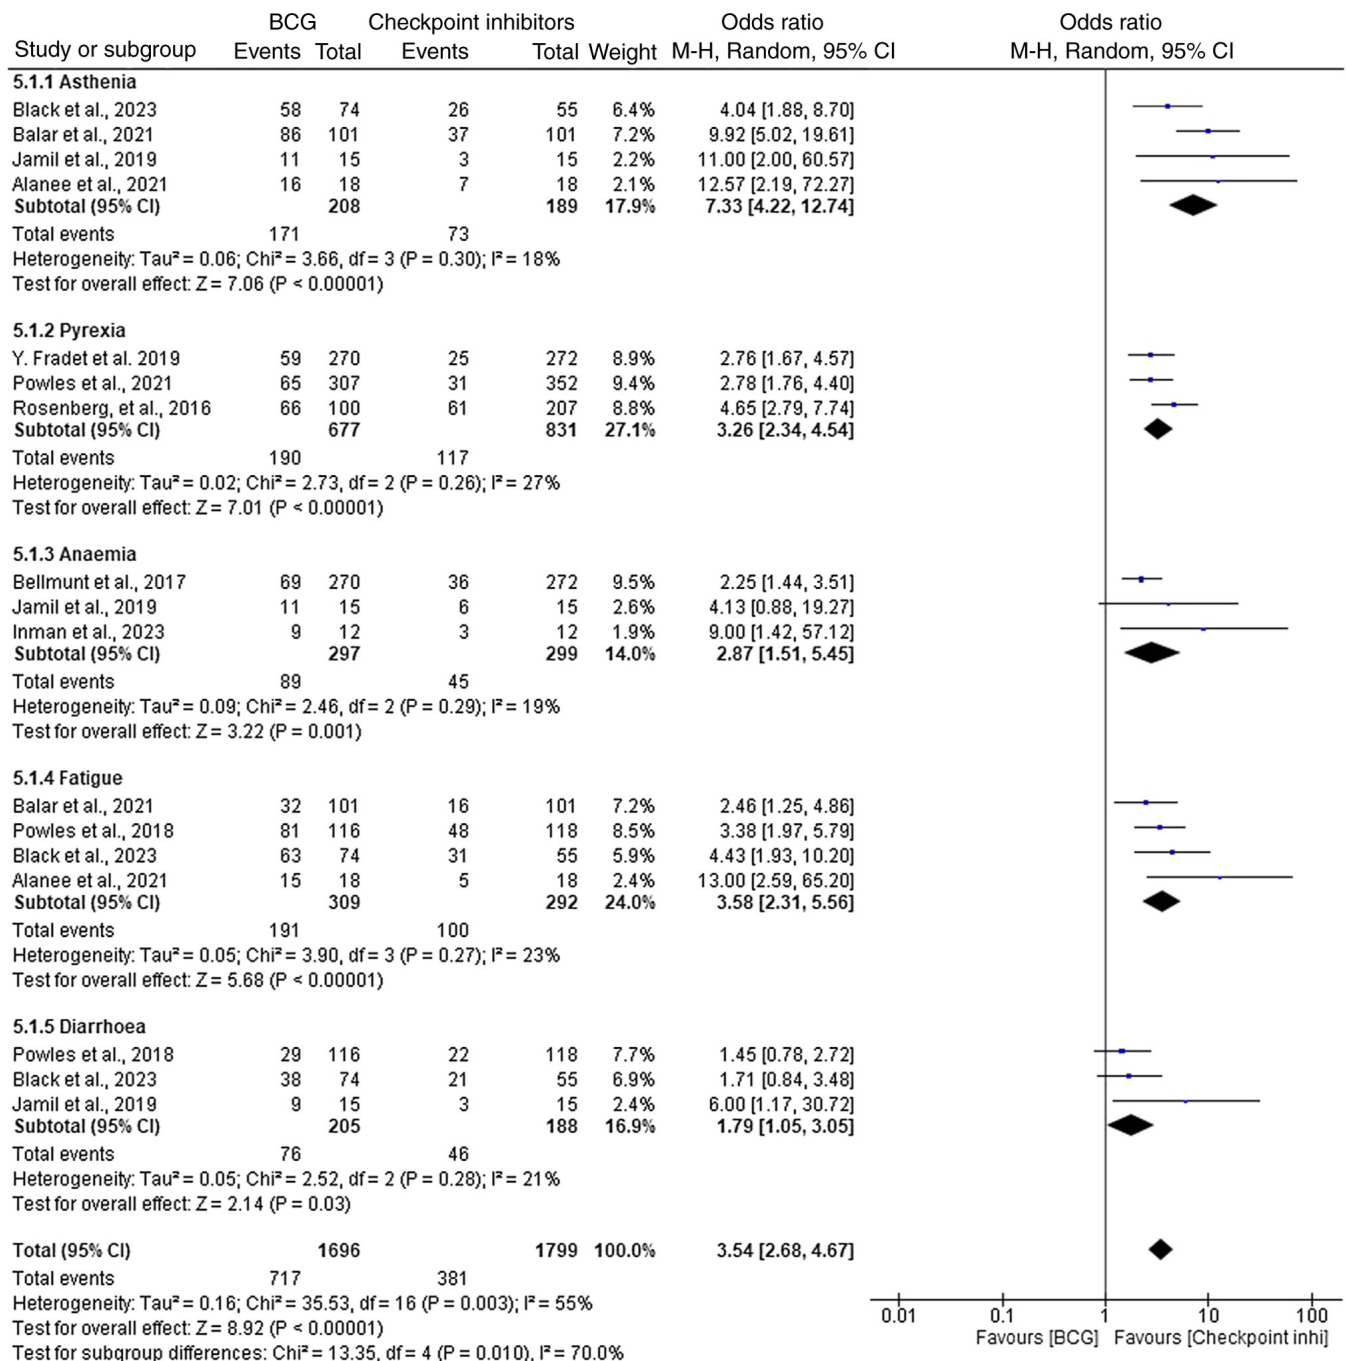 BCG Checkpoint inhibitors Odds ratio Odds ratio
Study or subgroup Events Total Events Total Weight M-H, Random, 95% CI M-H, Random, 95% CI
5.1.1 Asthenia
Black et al., 2023 58 74 26 55 6.4% 4.04 [1.88, 8.70]
Balar et al., 2021 86 101 37 101 7.2% 9.92 [5.02, 19.61]
Jamil et al., 2019 11 15 3 15 2.2% 11.00 [2.00, 60.57]
Alanee et al., 2021 16 18 7 18 2.1% 12.57 [2.19, 72.27]
Subtotal (95% CI) 208 189 17.9% 7.33 [4.22, 12.74]
Total events 171 73
Heterogeneity: Tau² = 0.06; Chi² = 3.66, df = 3 (P = 0.30); I² = 18%
Test for overall effect: Z = 7.06 (P < 0.00001)
5.1.2 Pyrexia
Y. Fradet et al. 2019 59 270 25 272 8.9% 2.76 [1.67, 4.57]
Powles et al., 2021 65 307 31 352 9.4% 2.78 [1.76, 4.40]
Rosenberg, et al., 2016 66 100 61 207 8.8% 4.65 [2.79, 7.74]
Subtotal (95% CI) 677 831 27.1% 3.26 [2.34, 4.54]
Total events 190 117
Heterogeneity: Tau² = 0.02; Chi² = 2.73, df = 2 (P = 0.26); I² = 27%
Test for overall effect: Z = 7.01 (P < 0.00001)
5.1.3 Anaemia
Bellmunt et al., 2017 69 270 36 272 9.5% 2.25 [1.44, 3.51]
Jamil et al., 2019 11 15 6 15 2.6% 4.13 [0.88, 19.27]
Inman et al., 2023 9 12 3 12 1.9% 9.00 [1.42, 57.12]
Subtotal (95% CI) 297 299 14.0% 2.87 [1.51, 5.45]
Total events 89 45
Heterogeneity: Tau² = 0.09; Chi² = 2.46, df = 2 (P = 0.29); I² = 19%
Test for overall effect: Z = 3.22 (P = 0.001)
5.1.4 Fatigue
Balar et al., 2021 32 101 16 101 7.2% 2.46 [1.25, 4.86]
Powles et al., 2018 81 116 48 118 8.5% 3.38 [1.97, 5.79]
Black et al., 2023 63 74 31 55 5.9% 4.43 [1.93, 10.20]
Alanee et al., 2021 15 18 5 18 2.4% 13.00 [2.59, 65.20]
Subtotal (95% CI) 309 292 24.0% 3.58 [2.31, 5.56]
Total events 191 100
Heterogeneity: Tau² = 0.05; Chi² = 3.90, df = 3 (P = 0.27); I² = 23%
Test for overall effect: Z = 5.68 (P < 0.00001)
5.1.5 Diarrhoea
Powles et al., 2018 29 116 22 118 7.7% 1.45 [0.78, 2.72]
Black et al., 2023 38 74 21 55 6.9% 1.71 [0.84, 3.48]
Jamil et al., 2019 9 15 3 15 2.4% 6.00 [1.17, 30.72]
Subtotal (95% CI) 205 188 16.9% 1.79 [1.05, 3.05]
Total events 76 46
Heterogeneity: Tau² = 0.05; Chi² = 2.52, df = 2 (P = 0.28); I² = 21%
Test for overall effect: Z = 2.14 (P = 0.03)
Total (95% CI) 1696 1799 100.0% 3.54 [2.68, 4.67]
Total events 717 381
Heterogeneity: Tau² = 0.16; Chi² = 35.53, df = 16 (P = 0.003); I² = 55%
Test for overall effect: Z = 8.92 (P < 0.00001)
Test for subgroup differences: Chi² = 13.35, df = 4 (P = 0.010), I² = 70.0%
0.01 0.1 1 10 100
Favours [BCG] Favours [Checkpoint inhi]